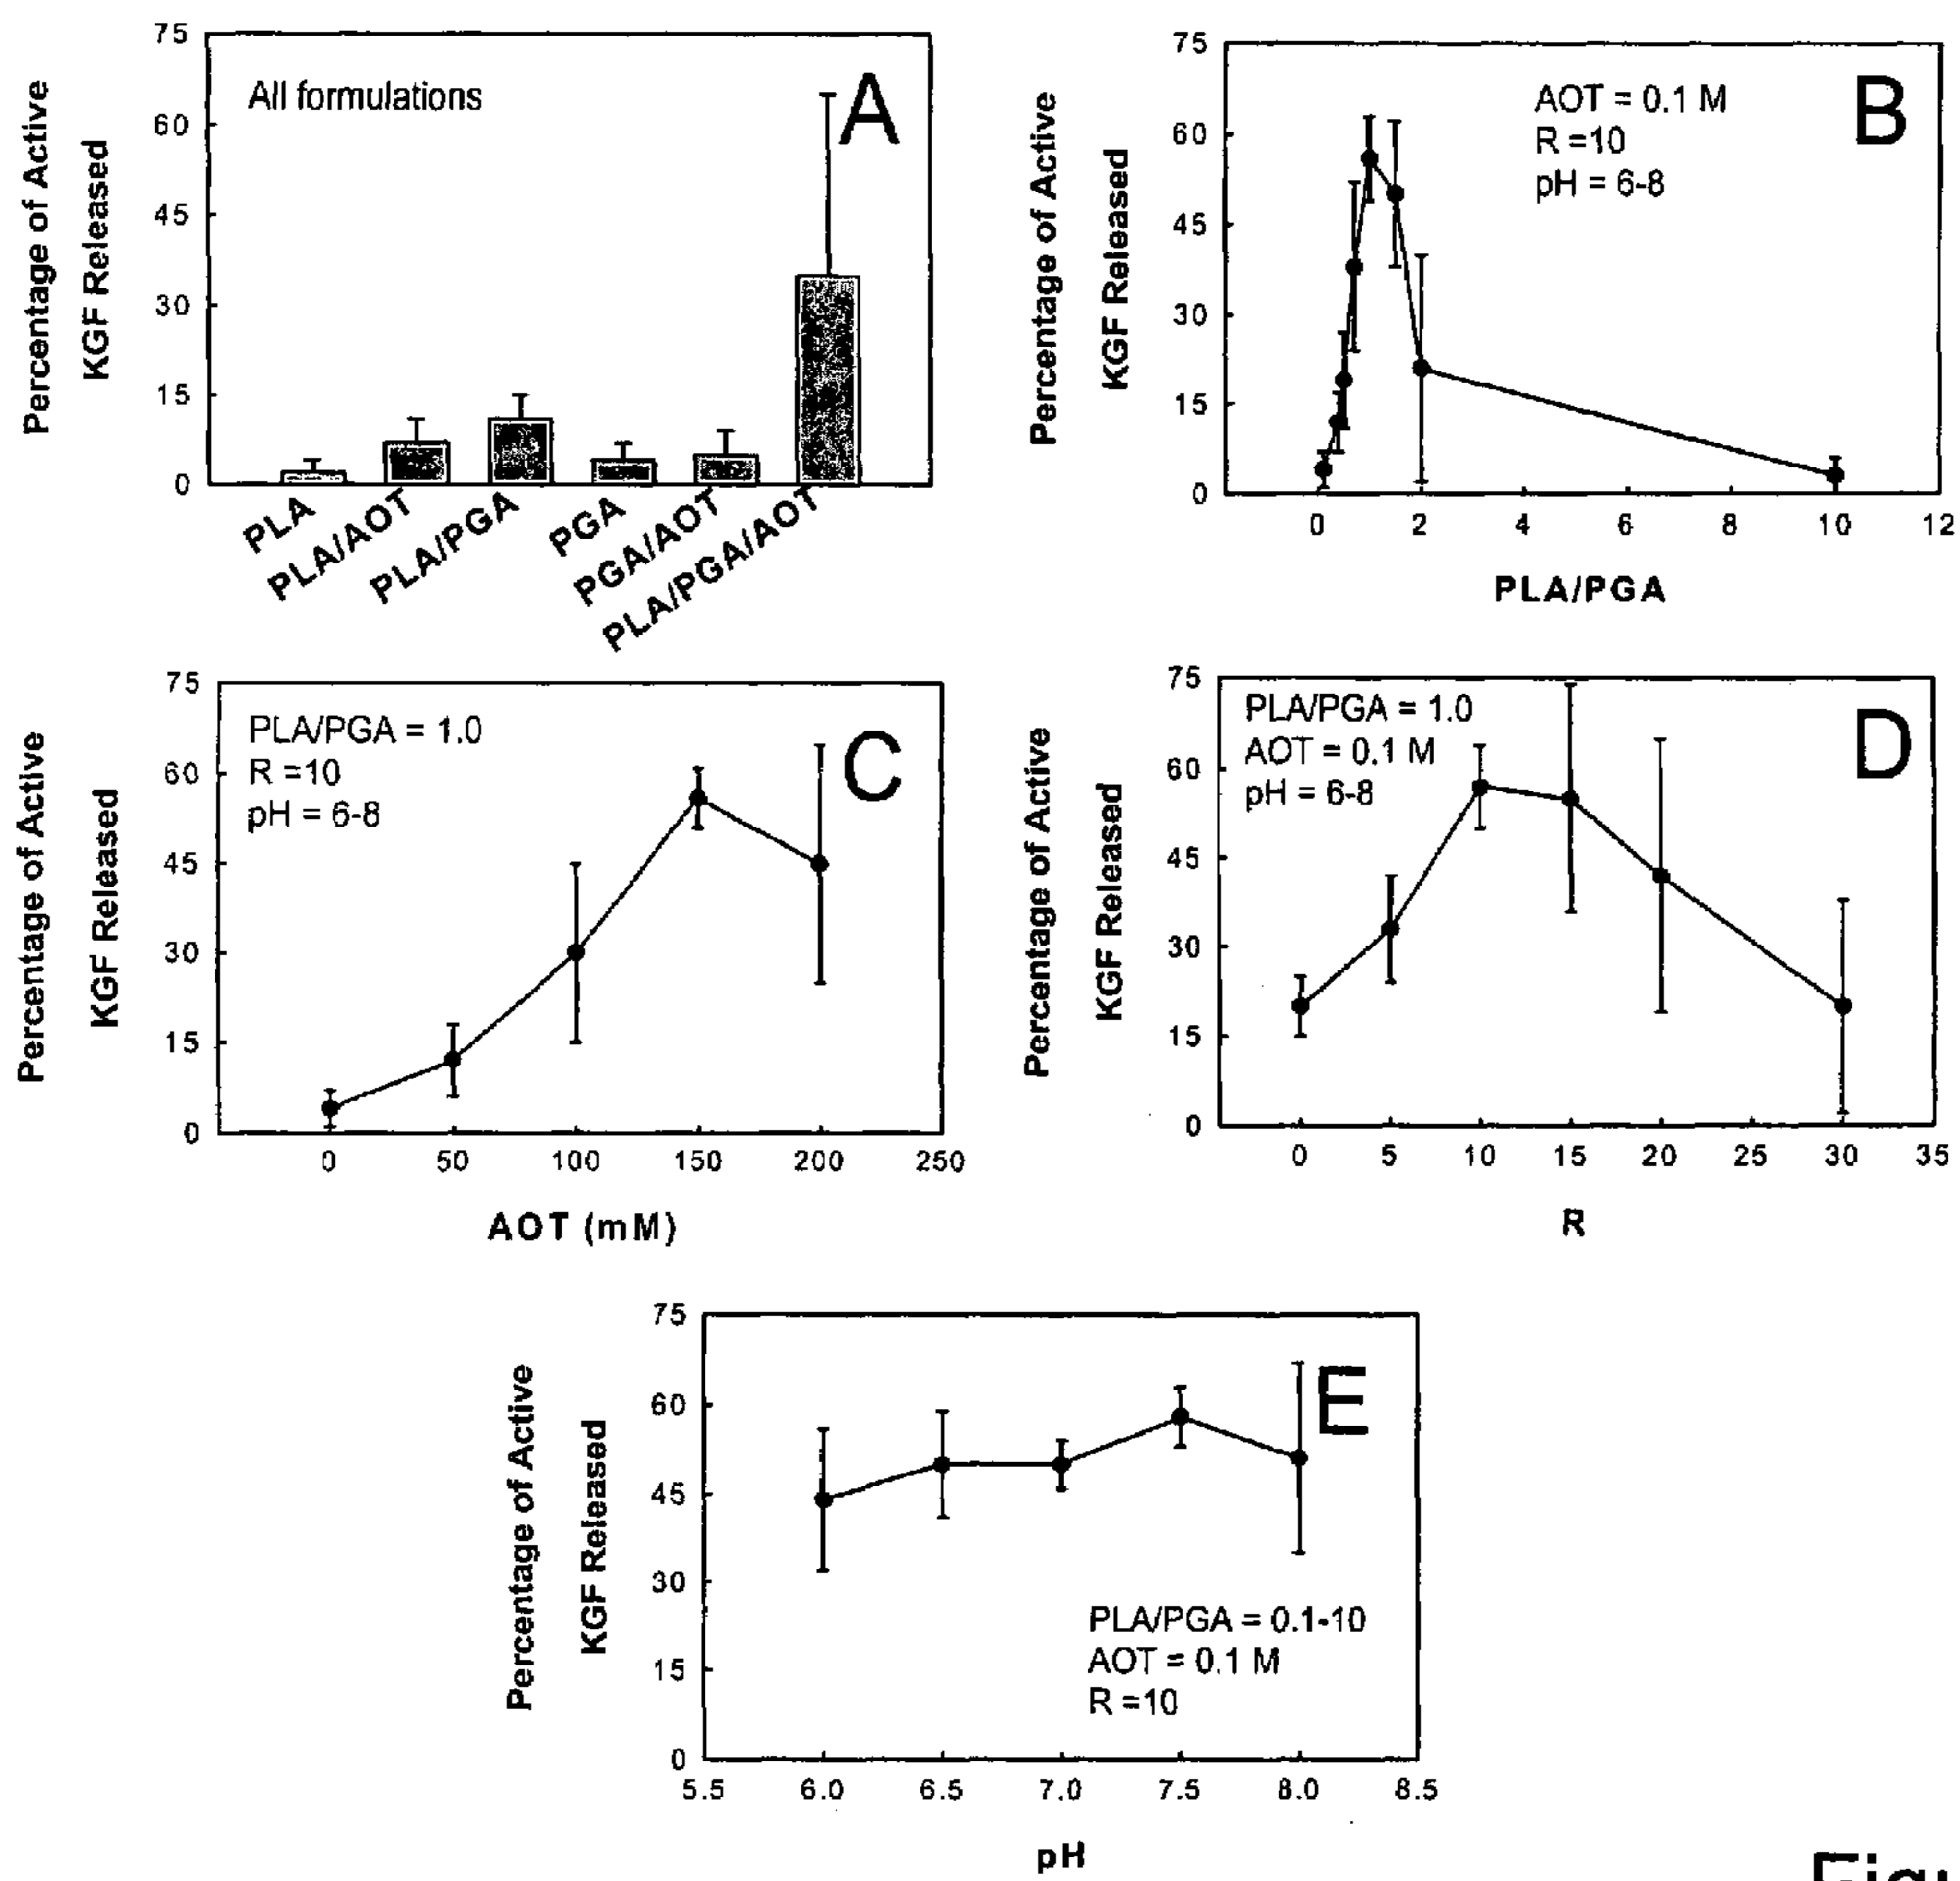 Percentage of Active
KGF Released
75
60
45
30
15
0
All formulations
A
PLA
PLA/AOT
PLA/PGA
PGA
PGA/AOT
PLA/PGA/AOT
Percentage of Active
KGF Released
75
60
45
30
15
0
AOT = 0.1 M
R =10
pH = 6-8
B
0 2 4 6 8 10 12
PLA/PGA
Percentage of Active
KGF Released
75
60
45
30
15
0
PLA/PGA = 1.0
R =10
pH = 6-8
C
0 50 100 150 200 250
AOT (mM)
Percentage of Active
KGF Released
75
60
45
30
15
0
PLA/PGA = 1.0
AOT = 0.1 M
pH = 6-8
D
0 5 10 15 20 25 30 35
R
Percentage of Active
KGF Released
75
60
45
30
15
0
E
PLA/PGA = 0.1-10
AOT = 0.1 M
R =10
5.5 6.0 6.5 7.0 7.5 8.0 8.5
pH